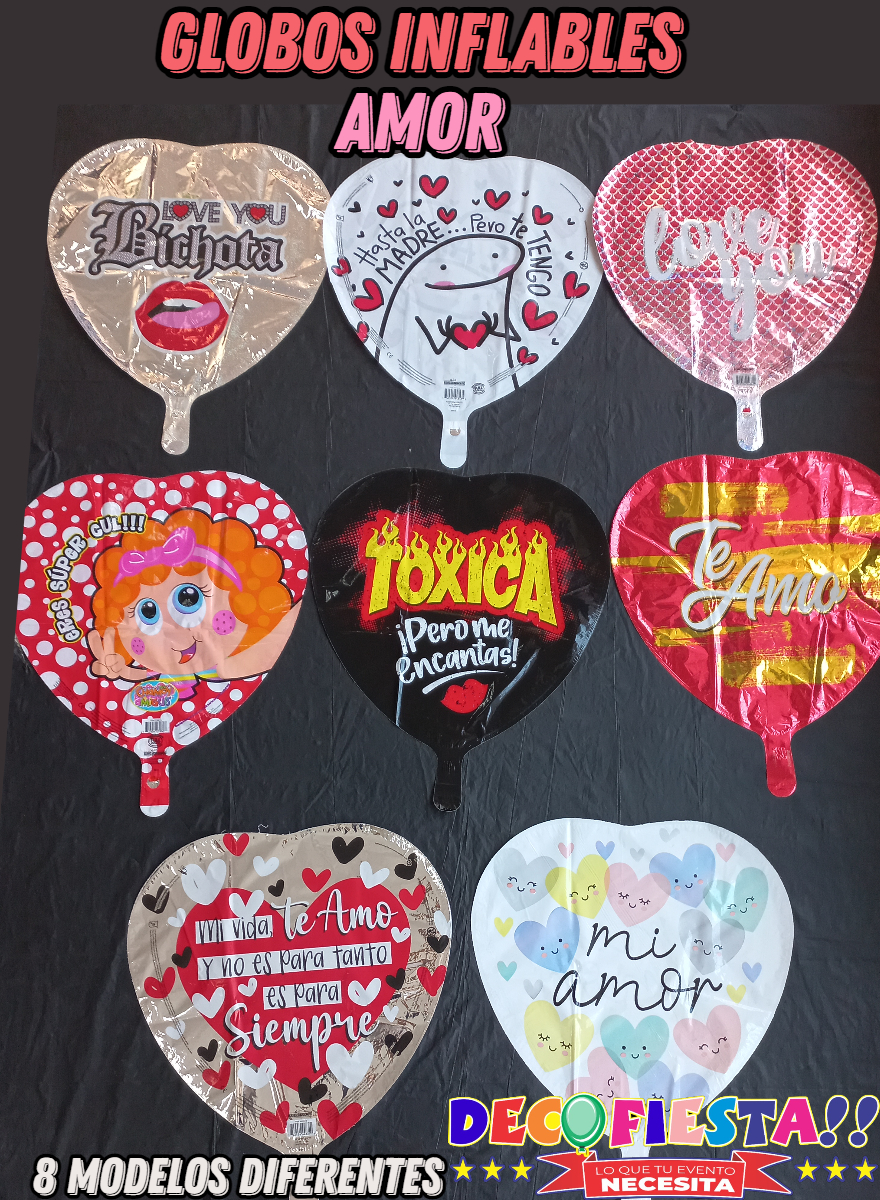 GLOBOS INFLABLES
AMOR
LOVE YOU
Bichota
Hasta la
MADRE... Pero te TENGO
love
you
eRES SÚPER GUL!!!
TOXICA
¡Pero me
encantas!
Te
Amo
mi vida, te Amo
y no es para tanto
es para
Siempre
mi
amor
DECOFIESTA!!
LO QUE TU EVENTO
NECESITA
8 MODELOS DIFERENTES